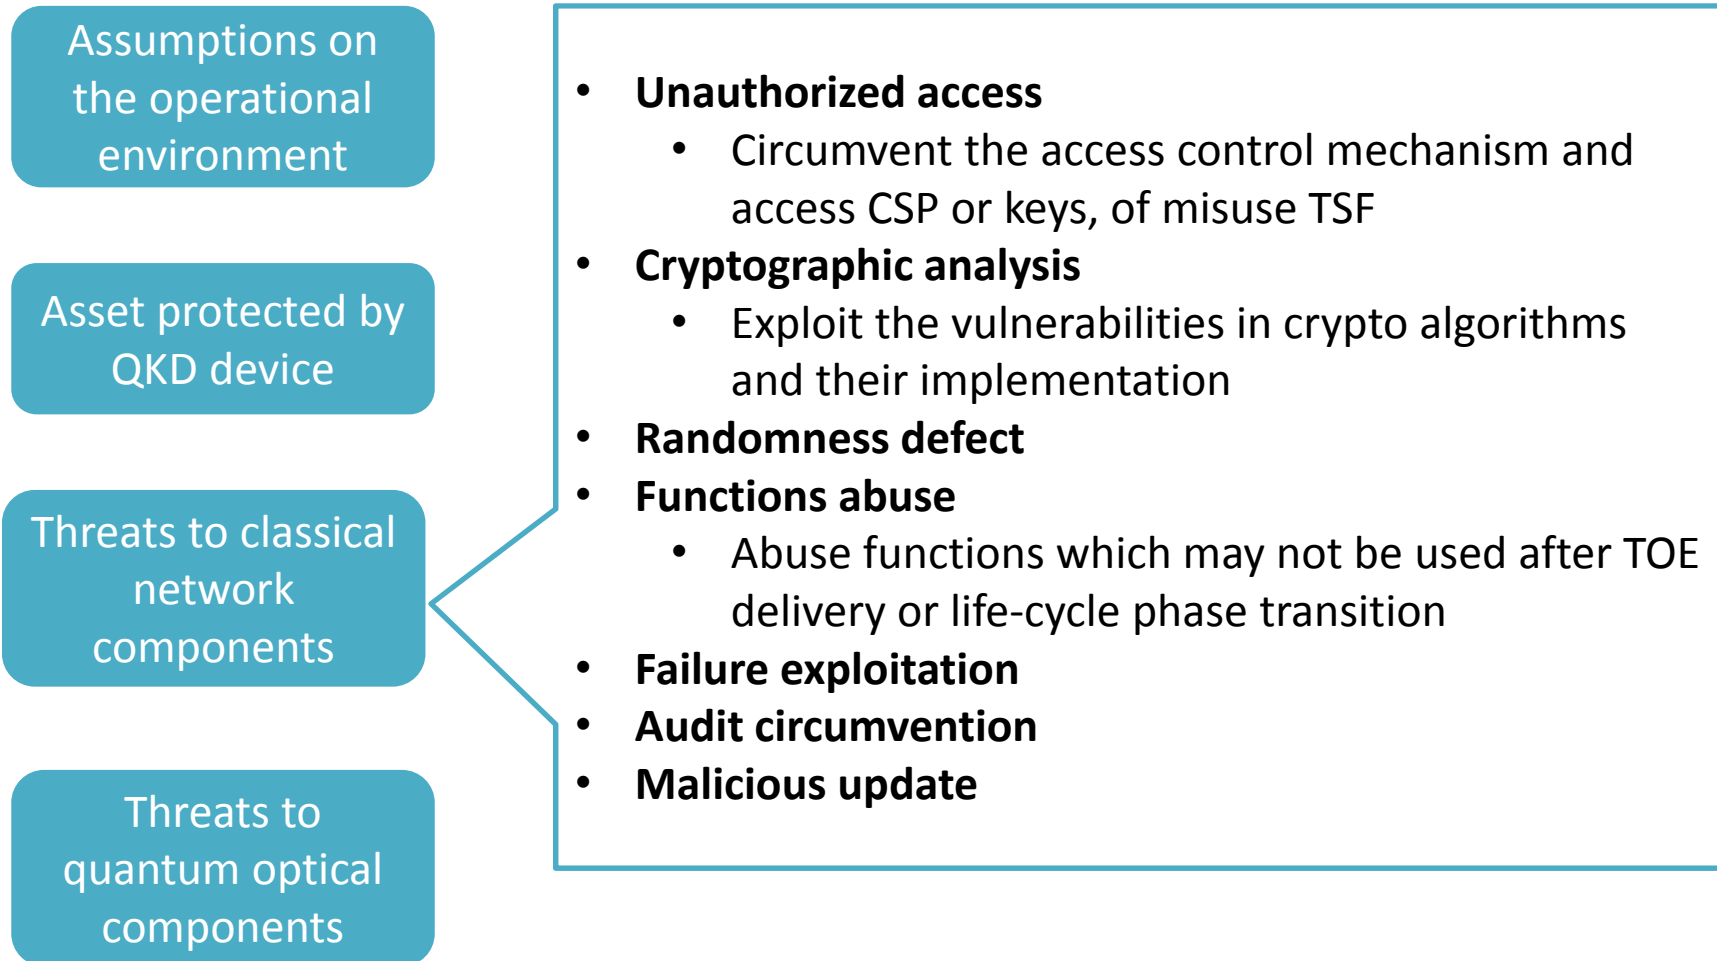 Assumptions on
the operational
environment
Asset protected by
QKD device
Threats to classical
network
components
Threats to
quantum optical
components
• Unauthorized access
• Circumvent the access control mechanism and
access CSP or keys, of misuse TSF
• Cryptographic analysis
• Exploit the vulnerabilities in crypto algorithms
and their implementation
• Randomness defect
• Functions abuse
• Abuse functions which may not be used after TOE
delivery or life-cycle phase transition
• Failure exploitation
• Audit circumvention
• Malicious update